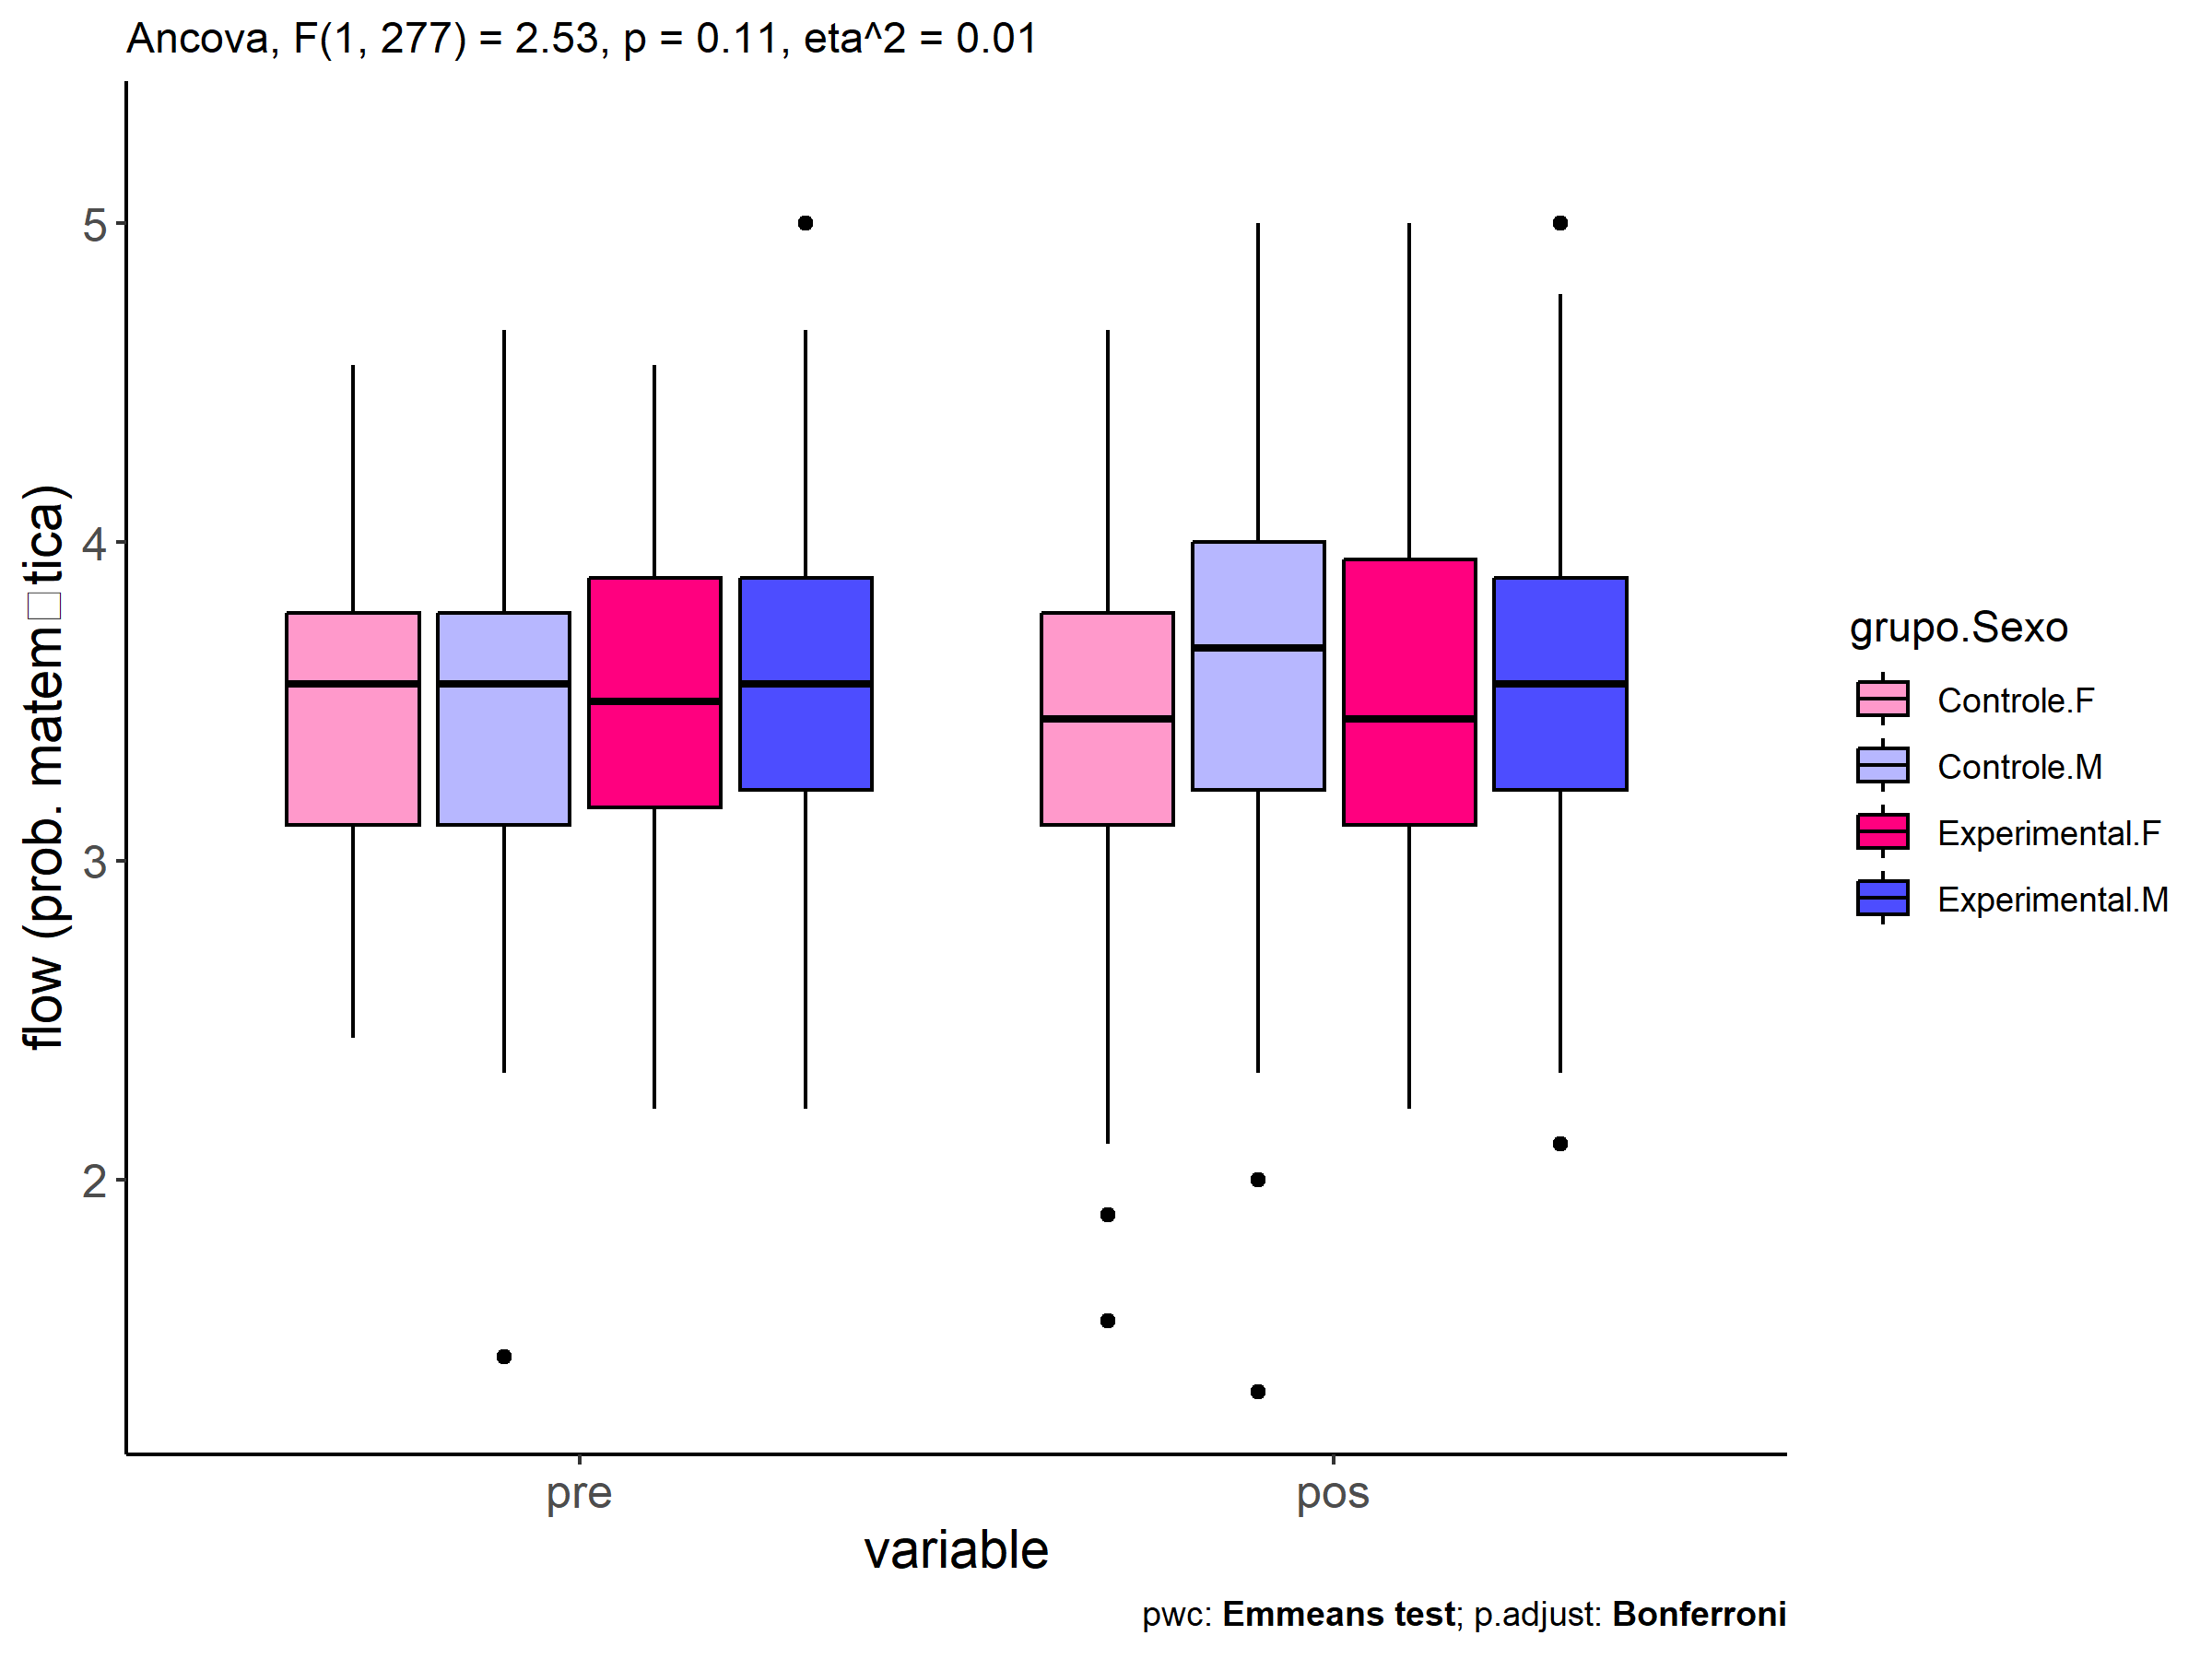 Ancova, F(1, 277) = 2.53, p = 0.11, eta^2 = 0.01
flow (prob. matem□tica)
5
4
3
2
pre
pos
variable
grupo.Sexo
Controle.F
Controle.M
Experimental.F
Experimental.M
pwc: Emmeans test; p.adjust: Bonferroni